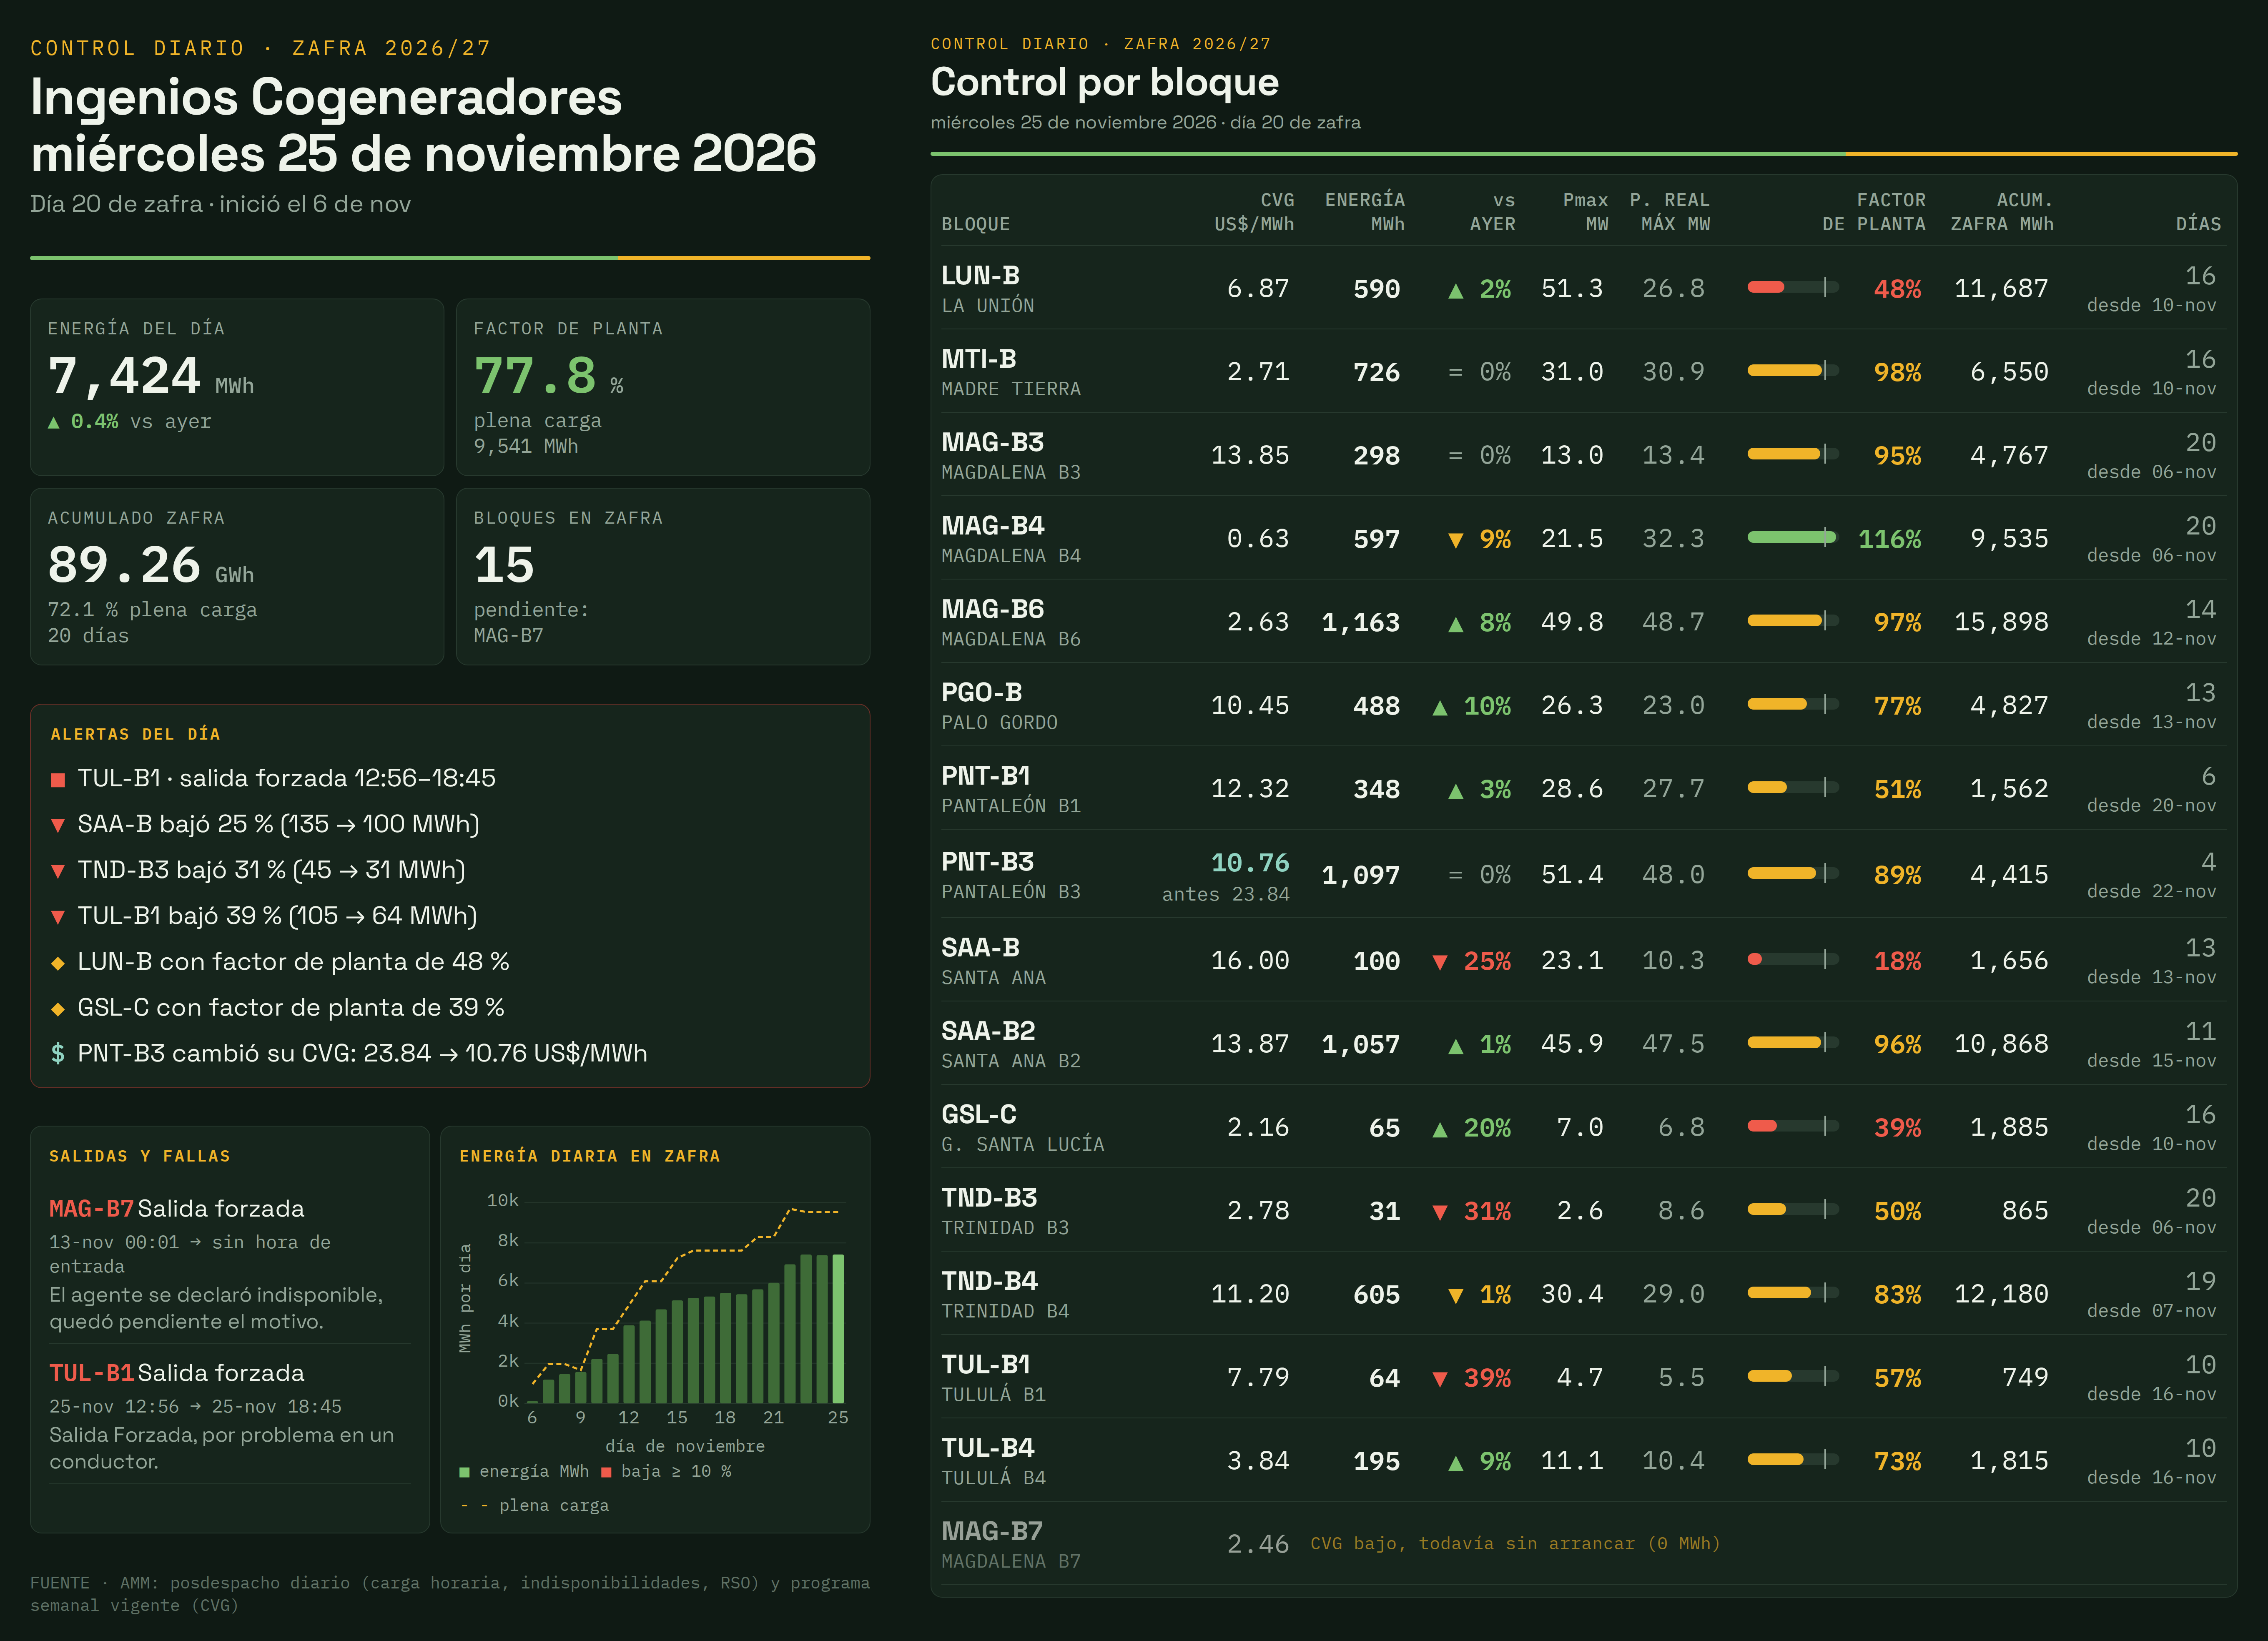 CONTROL DIARIO · ZAFRA 2026/27
Ingenios Cogeneradores
miércoles 25 de noviembre 2026
Día 20 de zafra · inició el 6 de nov
ENERGÍA DEL DÍA
7,424 MWh
▲ 0.4% vs ayer
FACTOR DE PLANTA
77.8 %
plena carga
9,541 MWh
ACUMULADO ZAFRA
89.26 GWh
72.1 % plena carga
20 días
BLOQUES EN ZAFRA
15
pendiente:
MAG-B7
ALERTAS DEL DÍA
■ TUL-B1 · salida forzada 12:56–18:45
▼ SAA-B bajó 25 % (135 → 100 MWh)
▼ TND-B3 bajó 31 % (45 → 31 MWh)
▼ TUL-B1 bajó 39 % (105 → 64 MWh)
◆ LUN-B con factor de planta de 48 %
◆ GSL-C con factor de planta de 39 %
$ PNT-B3 cambió su CVG: 23.84 → 10.76 US$/MWh
SALIDAS Y FALLAS
MAG-B7 Salida forzada
13-nov 00:01 → sin hora de
entrada
El agente se declaró indisponible,
quedó pendiente el motivo.
TUL-B1 Salida forzada
25-nov 12:56 → 25-nov 18:45
Salida Forzada, por problema en un
conductor.
ENERGÍA DIARIA EN ZAFRA
MWh por dia
10k
8k
6k
4k
2k
0k
6 9 12 15 18 21 25
día de noviembre
■ energía MWh ■ baja ≥ 10 %
- - plena carga
FUENTE · AMM: posdespacho diario (carga horaria, indisponibilidades, RSO) y programa
semanal vigente (CVG)
CONTROL DIARIO · ZAFRA 2026/27
Control por bloque
miércoles 25 de noviembre 2026 · día 20 de zafra
CVG ENERGÍA vs Pmax P. REAL FACTOR ACUM.
BLOQUE US$/MWh MWh AYER MW MÁX MW DE PLANTA ZAFRA MWh DÍAS
LUN-B 6.87 590 ▲ 2% 51.3 26.8 48% 11,687 16
LA UNIÓN desde 10-nov
MTI-B 2.71 726 = 0% 31.0 30.9 98% 6,550 16
MADRE TIERRA desde 10-nov
MAG-B3 13.85 298 = 0% 13.0 13.4 95% 4,767 20
MAGDALENA B3 desde 06-nov
MAG-B4 0.63 597 ▼ 9% 21.5 32.3 116% 9,535 20
MAGDALENA B4 desde 06-nov
MAG-B6 2.63 1,163 ▲ 8% 49.8 48.7 97% 15,898 14
MAGDALENA B6 desde 12-nov
PGO-B 10.45 488 ▲ 10% 26.3 23.0 77% 4,827 13
PALO GORDO desde 13-nov
PNT-B1 12.32 348 ▲ 3% 28.6 27.7 51% 1,562 6
PANTALEÓN B1 desde 20-nov
PNT-B3 10.76 1,097 = 0% 51.4 48.0 89% 4,415 4
PANTALEÓN B3 antes 23.84 desde 22-nov
SAA-B 16.00 100 ▼ 25% 23.1 10.3 18% 1,656 13
SANTA ANA desde 13-nov
SAA-B2 13.87 1,057 ▲ 1% 45.9 47.5 96% 10,868 11
SANTA ANA B2 desde 15-nov
GSL-C 2.16 65 ▲ 20% 7.0 6.8 39% 1,885 16
G. SANTA LUCÍA desde 10-nov
TND-B3 2.78 31 ▼ 31% 2.6 8.6 50% 865 20
TRINIDAD B3 desde 06-nov
TND-B4 11.20 605 ▼ 1% 30.4 29.0 83% 12,180 19
TRINIDAD B4 desde 07-nov
TUL-B1 7.79 64 ▼ 39% 4.7 5.5 57% 749 10
TULULÁ B1 desde 16-nov
TUL-B4 3.84 195 ▲ 9% 11.1 10.4 73% 1,815 10
TULULÁ B4 desde 16-nov
MAG-B7 2.46 CVG bajo, todavía sin arrancar (0 MWh)
MAGDALENA B7